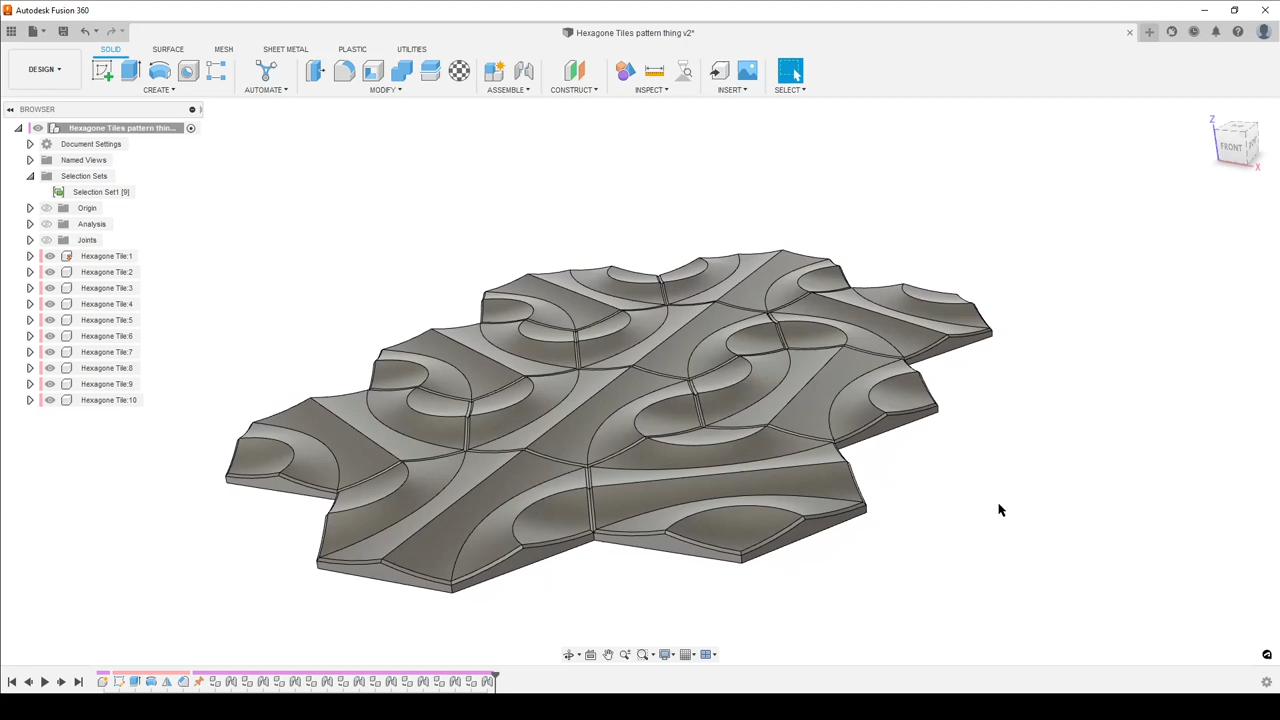 Autodesk Fusion 360
Hexagone Tiles pattern thing v2*
SOLID SURFACE MESH SHEET METAL PLASTIC UTILITIES
DESIGN
CREATE AUTOMATE MODIFY ASSEMBLE CONSTRUCT INSPECT INSERT SELECT
BROWSER
Hexagone Tiles pattern thin...
Document Settings
Named Views
Selection Sets
Selection Set1 [9]
Origin
Analysis
Joints
Hexagone Tile:1
Hexagone Tile:2
Hexagone Tile:3
Hexagone Tile:4
Hexagone Tile:5
Hexagone Tile:6
Hexagone Tile:7
Hexagone Tile:8
Hexagone Tile:9
Hexagone Tile:10
Z
FRONT
X